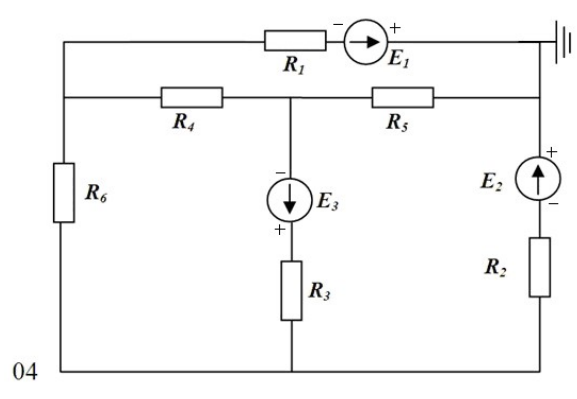 − +
R1 E1
R4 R5
−
+
R6 E3 E2
+
−
R3 R2
04